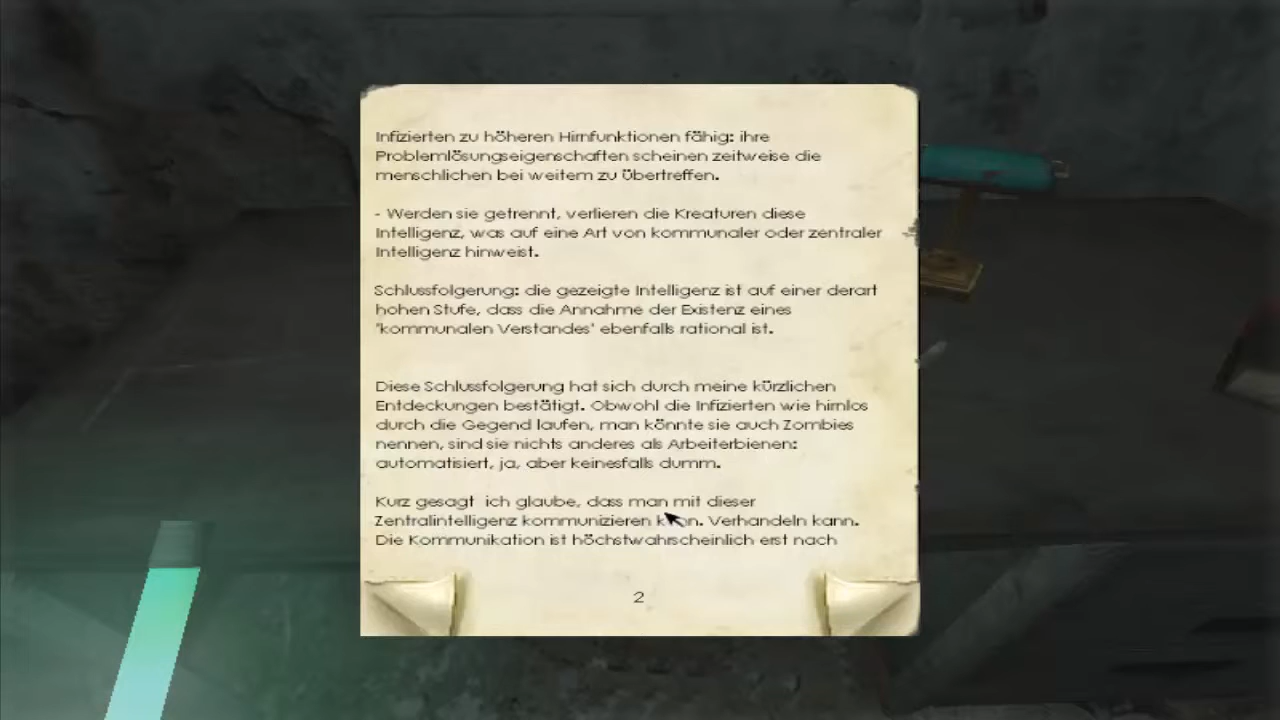 Infizierten zu höheren Hirnfunktionen fähig: ihre
Problemlösungseigenschaften scheinen zeitweise die
menschlichen bei weitem zu übertreffen.
- Werden sie getrennt, verlieren die Kreaturen diese
Intelligenz, was auf eine Art von kommunaler oder zentraler
Intelligenz hinweist.
Schlussfolgerung: die gezeigte Intelligenz ist auf einer derart
hohen Stufe, dass die Annahme der Existenz eines
'kommunalen Verstandes' ebenfalls rational ist.
Diese Schlussfolgerung hat sich durch meine kürzlichen
Entdeckungen bestätigt. Obwohl die Infizierten wie hirnlos
durch die Gegend laufen, man könnte sie auch Zombies
nennen, sind sie nichts anderes als Arbeiterbienen:
automatisiert, ja, aber keinesfalls dumm.
Kurz gesagt ich glaube, dass man mit dieser
Zentralintelligenz kommunizieren kann. Verhandeln kann.
Die Kommunikation ist höchstwahrscheinlich erst nach
2